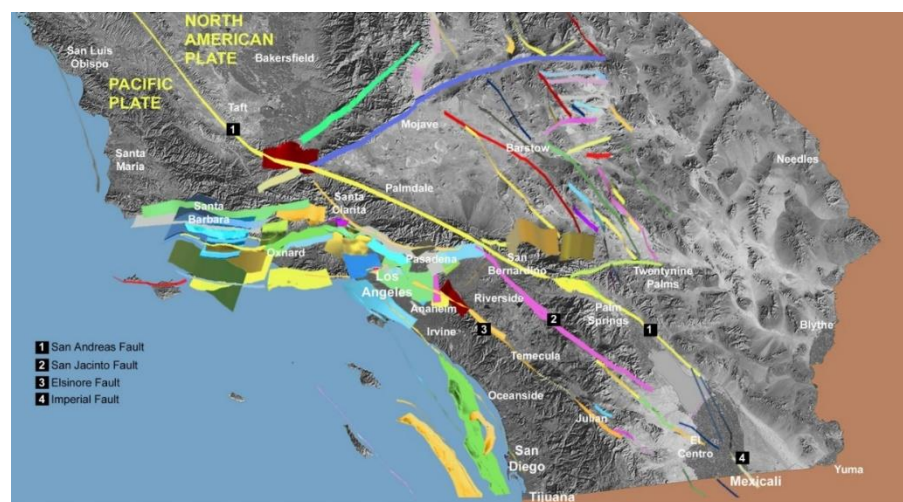 NORTH
AMERICAN
PLATE
San Luis
Obispo
Bakersfield
PACIFIC
PLATE
Taft
1
Mojave
Santa
Maria
Barstow
Needles
Palmdale
Santa
Clarita
Santa
Barbara
Oxnard
Pasadena
San
Bernardino
Twentynine
Palms
Los
Angeles
Riverside
Anaheim
Palm
Springs
2
1
Blythe
3
Irvine
Temecula
1 San Andreas Fault
2 San Jacinto Fault
3 Elsinore Fault
4 Imperial Fault
Oceanside
Julian
EL
Centro
San
Diego
4
Yuma
Mexicali
Tijuana